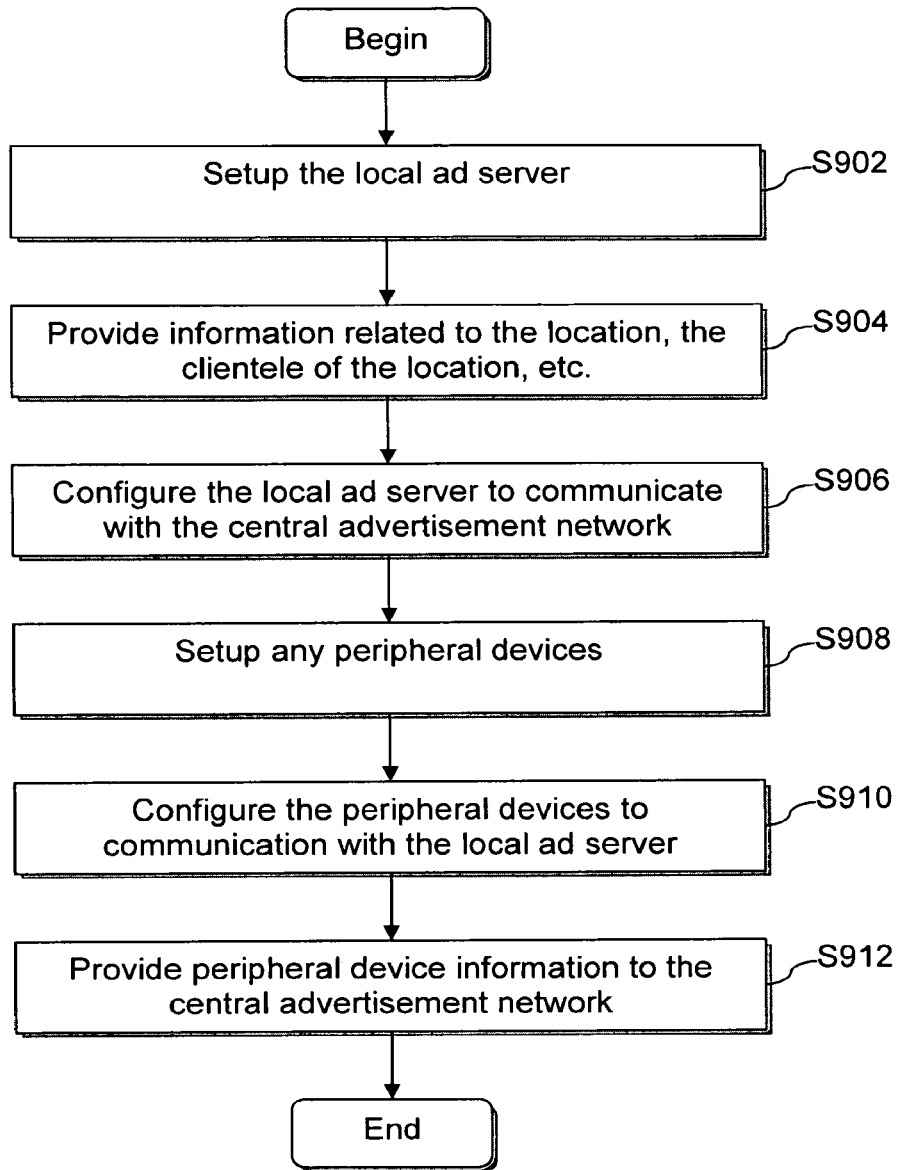 Begin
Setup the local ad server
S902
Provide information related to the location, the
clientele of the location, etc.
S904
Configure the local ad server to communicate
with the central advertisement network
S906
Setup any peripheral devices
S908
Configure the peripheral devices to
communication with the local ad server
S910
Provide peripheral device information to the
central advertisement network
S912
End